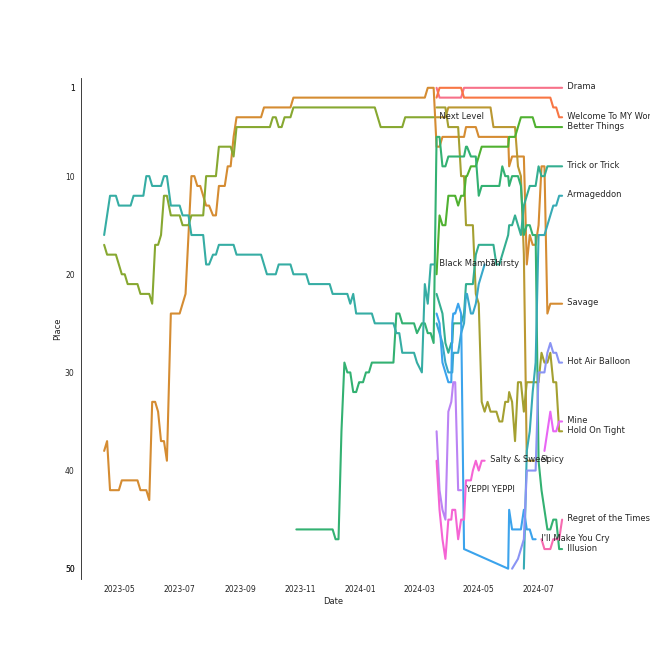 1
10
20
30
40
50
Place
2023-05
2023-07
2023-09
2023-11
2024-01
2024-03
2024-05
2024-07
Date
Drama
Next Level
Welcome To MY Wor
Better Things
Trick or Trick
Armageddon
Black Mamba
Thirsty
Savage
Hot Air Balloon
Mine
Hold On Tight
Salty & Sweet
Spicy
YEPPI YEPPI
Regret of the Times
I'll Make You Cry
Illusion